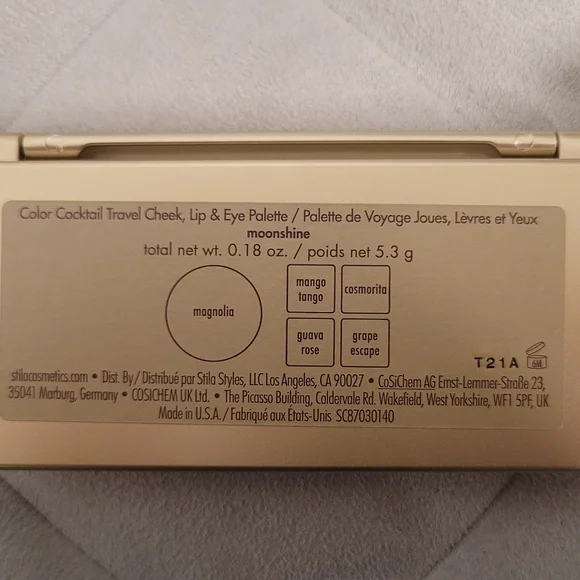 Color Cocktail Travel Cheek, Lip & Eye Palette / Palette de Voyage Joues, Lèvres et Yeux
moonshine
total net wt. 0.18 oz. / poids net 5.3 g
magnolia
mango
tango
cosmorita
guava
rose
grape
escape
T21A
6M
stilacosmetics.com • Dist. By/Distribué par Stila Styles, LLC Los Angeles, CA 90027 • CoSiChem AG Ernst-Lemmer-Straße 23,
35041 Marburg, Germany • COSICHEM UK Ltd. • The Picasso Building, Caldervale Rd. Wakefield, West Yorkshire, WF1 5PF, UK
Made in U.S.A./Fabriqué aux États-Unis SC87030140